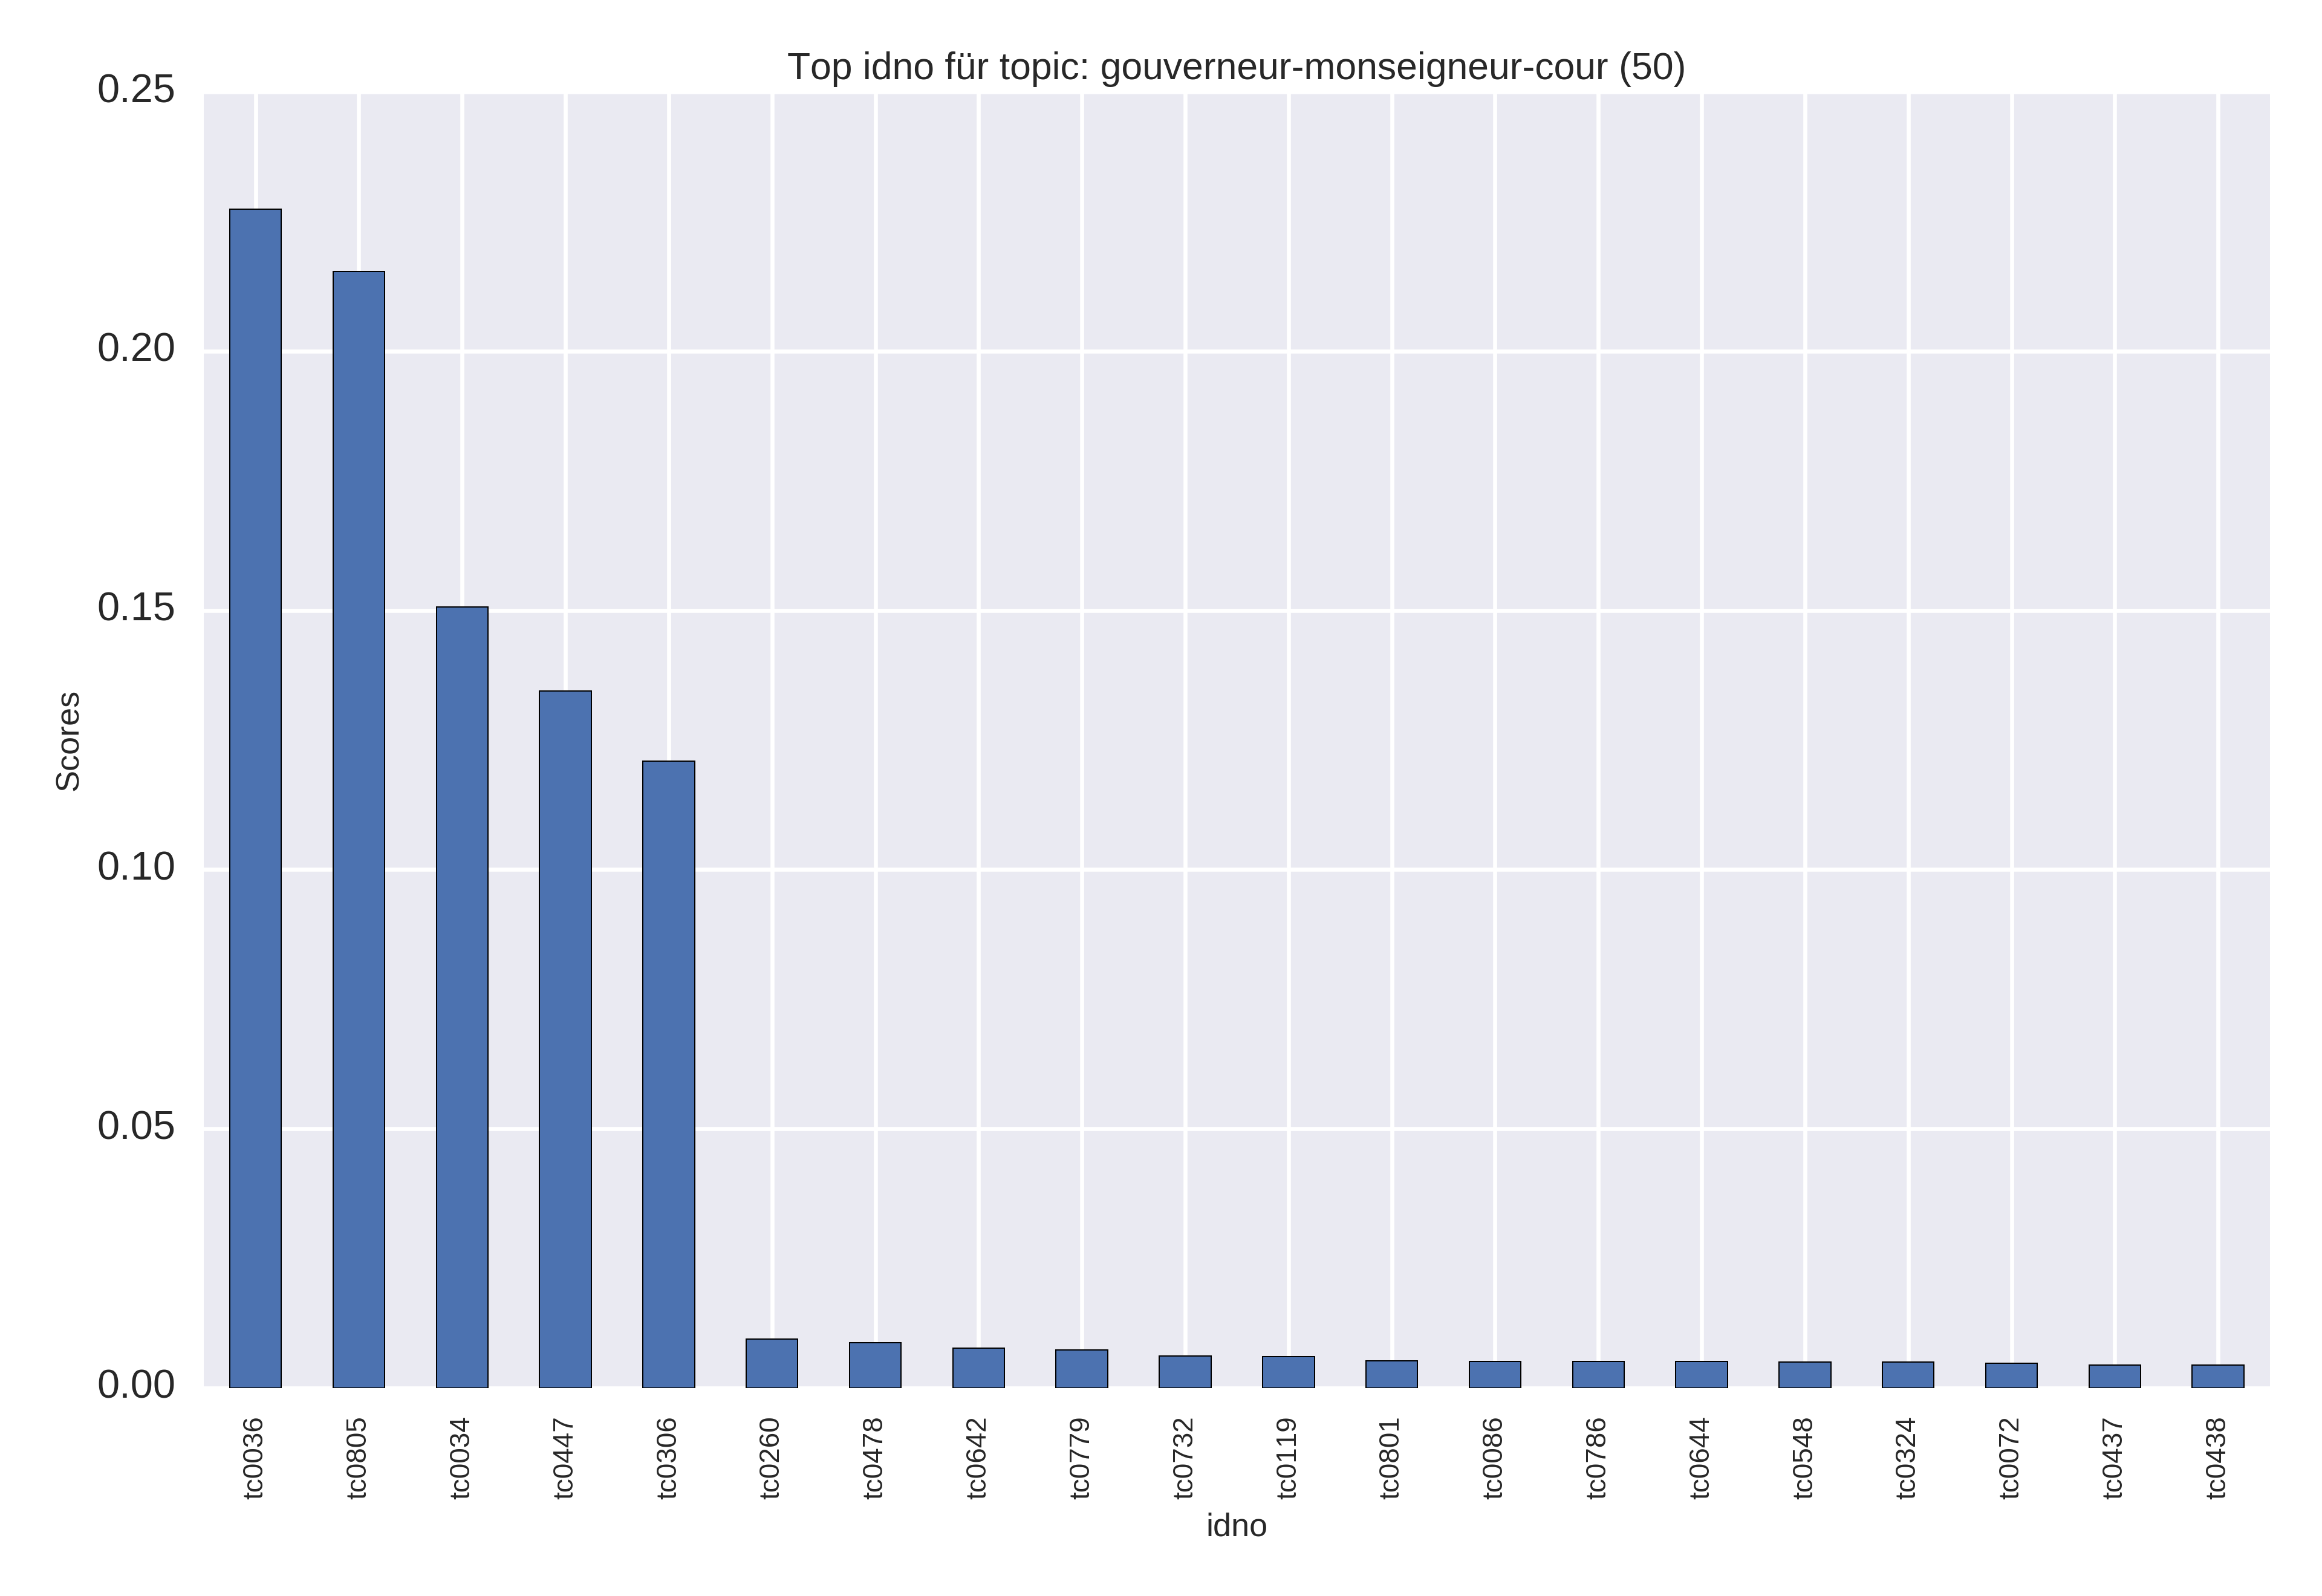 Top idno für topic: gouverneur-monseigneur-cour (50)
0.25
0.20
0.15
0.10
0.05
0.00
Scores
tc0036
tc0805
tc0034
tc0447
tc0306
tc0260
tc0478
tc0642
tc0779
tc0732
tc0119
tc0801
tc0086
tc0786
tc0644
tc0548
tc0324
tc0072
tc0437
tc0438
idno